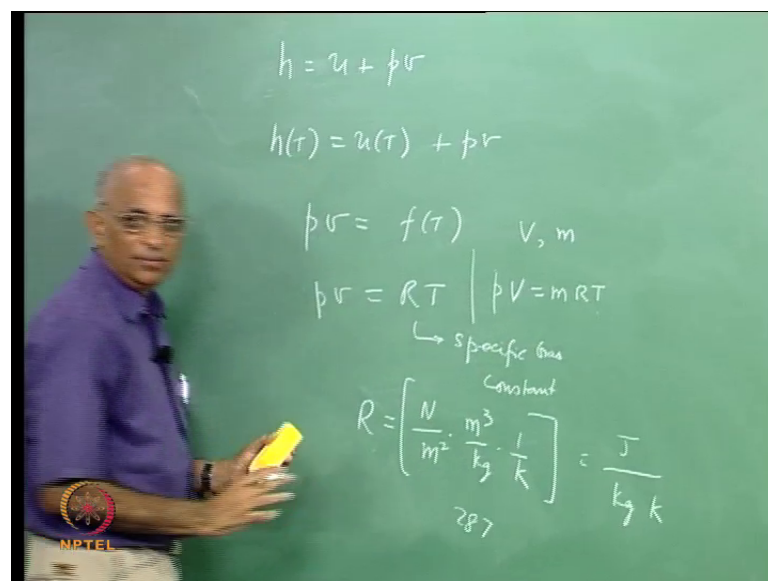 h = u + pv
h(T) = u(T) + pv
pv = f(T) V, m
pv = RT | pV = mRT
↳ specific Gas
constant
R = [N/m² · m³/kg · 1/k] = J/kg k
287
NPTEL